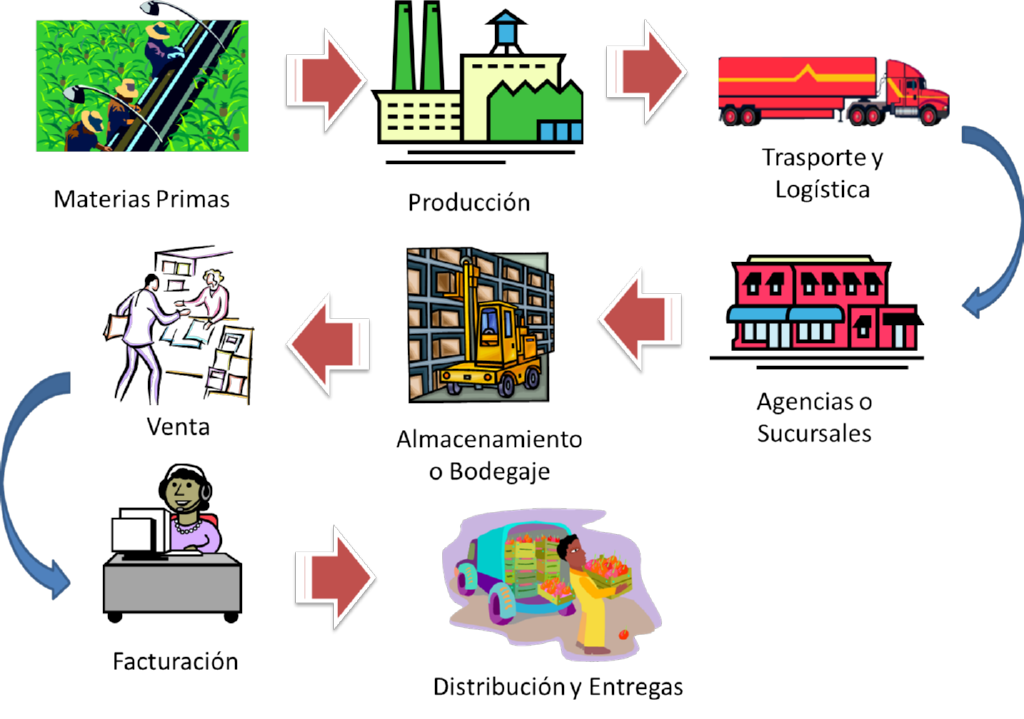 Materias Primas
Producción
Trasporte y
Logística
Agencias o
Sucursales
Almacenamiento
o Bodegaje
Venta
Facturación
Distribución y Entregas